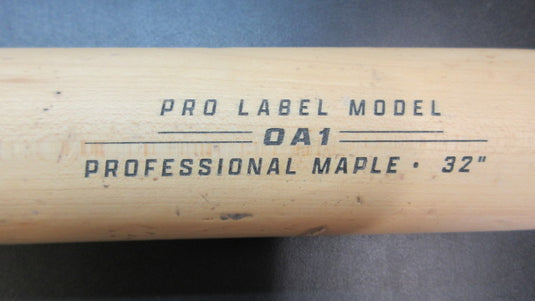 PRO LABEL MODEL
OA1
PROFESSIONAL MAPLE · 32"